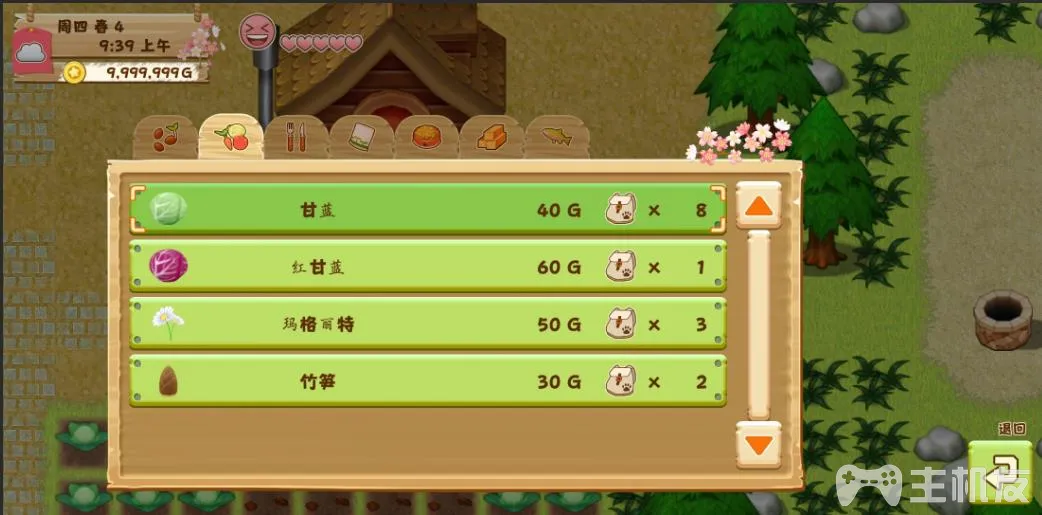 周四 春 4
9:39 上午
9,999,999G
甘蓝 40 G × 8
红甘蓝 60 G × 1
玛格丽特 50 G × 3
竹笋 30 G × 2
退回
主机友